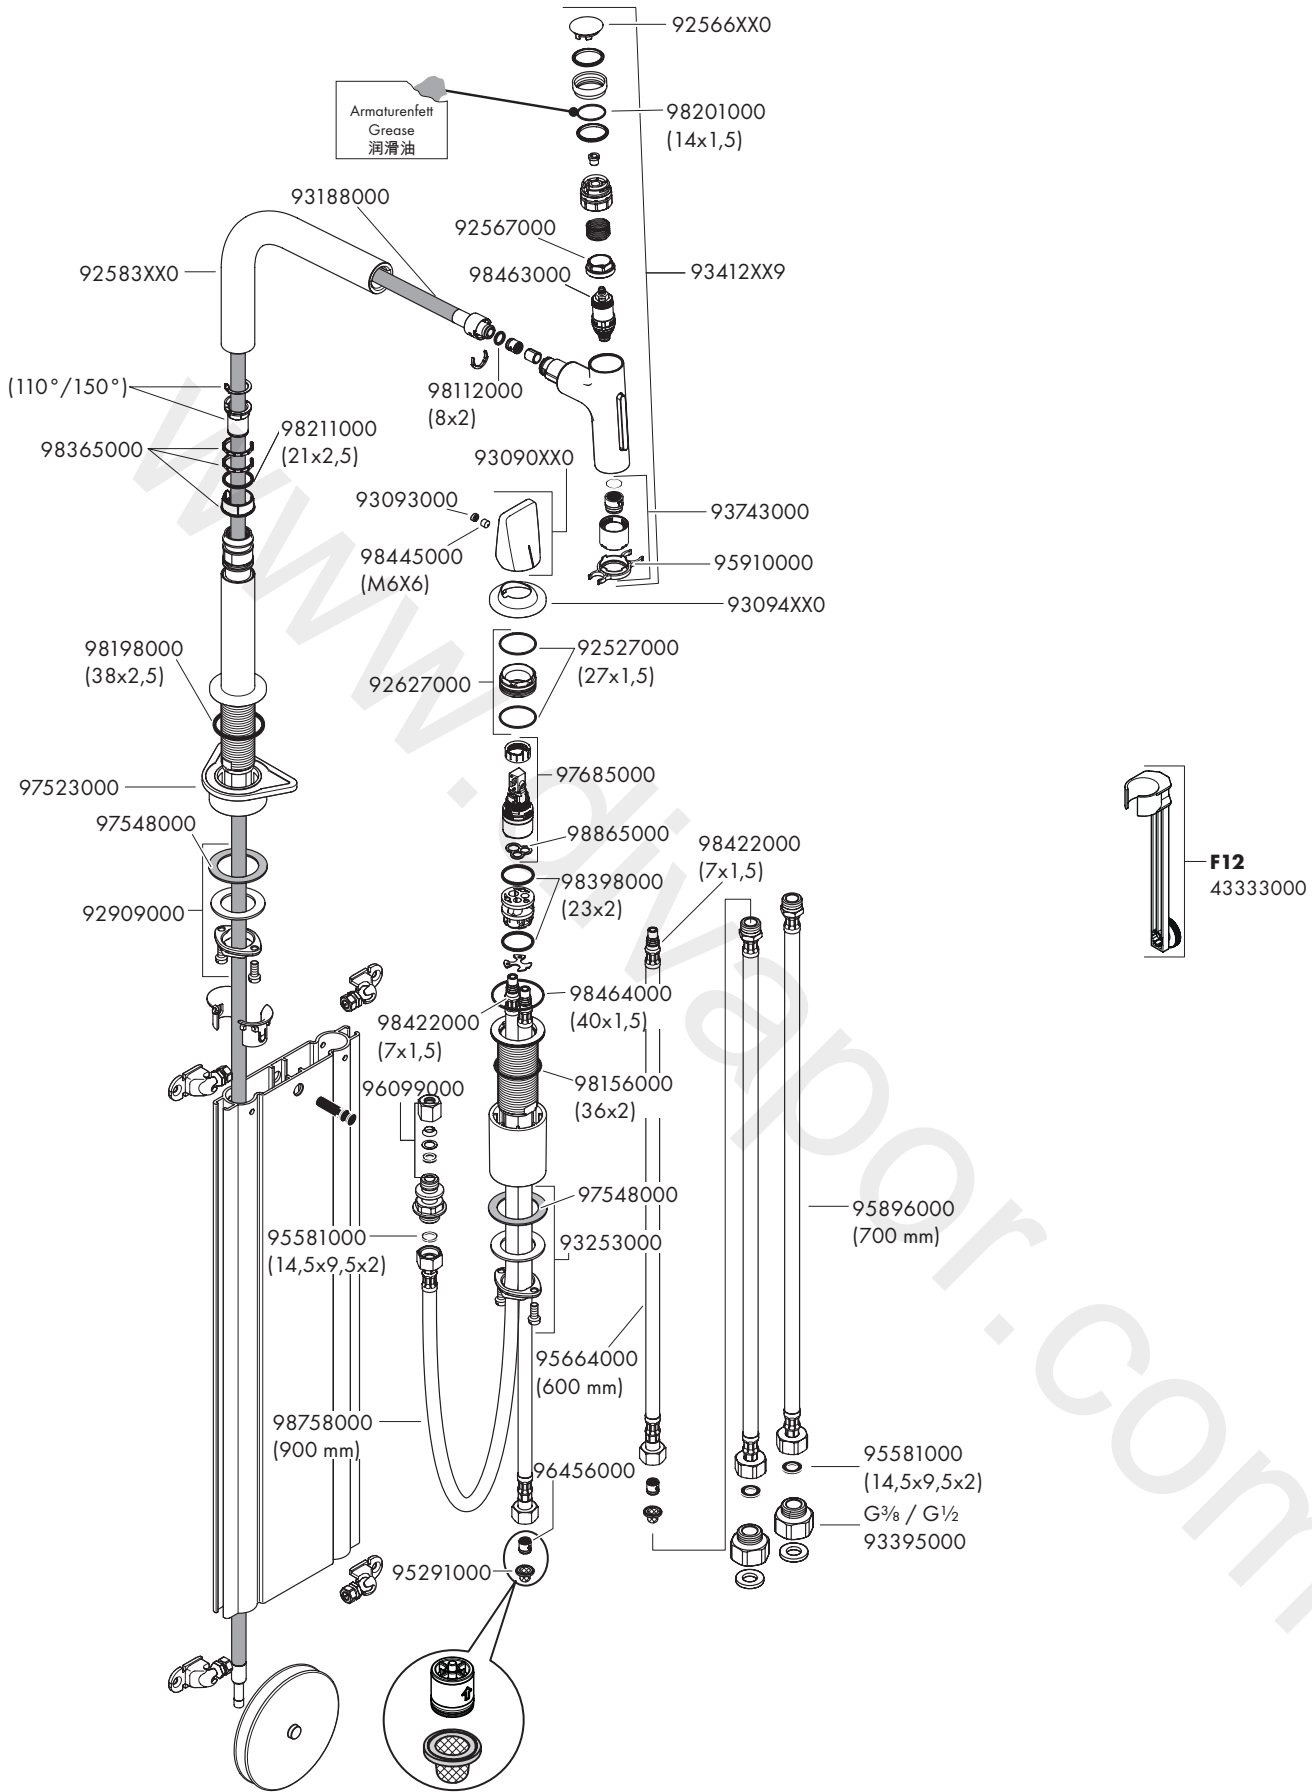 92566XX0
Armaturenfett
Grease
润滑油
98201000
(14x1,5)
93188000
92567000
92583XX0
98463000
93412XX9
(110°/150°)
98112000
(8x2)
98211000
(21x2,5)
98365000
93090XX0
93093000
93743000
98445000
(M6X6)
95910000
93094XX0
98198000
(38x2,5)
92527000
(27x1,5)
92627000
97523000
97685000
97548000
98865000
98422000
(7x1,5)
F12
43333000
98398000
(23x2)
92909000
98464000
(40x1,5)
98422000
(7x1,5)
96099000
98156000
(36x2)
97548000
95896000
(700 mm)
95581000
(14,5x9,5x2)
93253000
95664000
(600 mm)
98758000
(900 mm)
95581000
(14,5x9,5x2)
96456000
G⅜ / G½
93395000
95291000
www.divapor.com